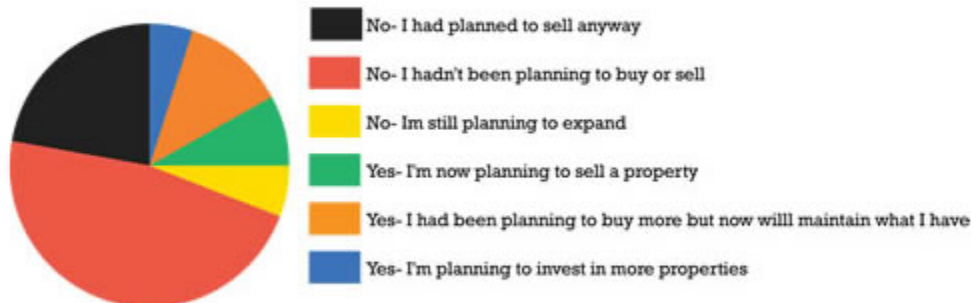 No- I had planned to sell anyway
No- I hadn't been planning to buy or sell
No- Im still planning to expand
Yes- I'm now planning to sell a property
Yes- I had been planning to buy more but now willl maintain what I have
Yes- I'm planning to invest in more properties